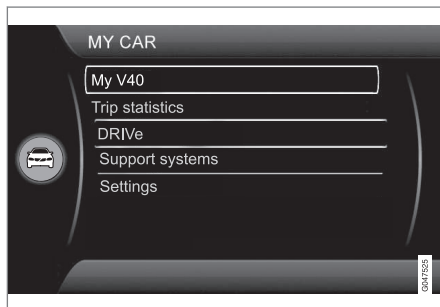 MY CAR
My V40
Trip statistics
DRIVe
Support systems
Settings
G047525